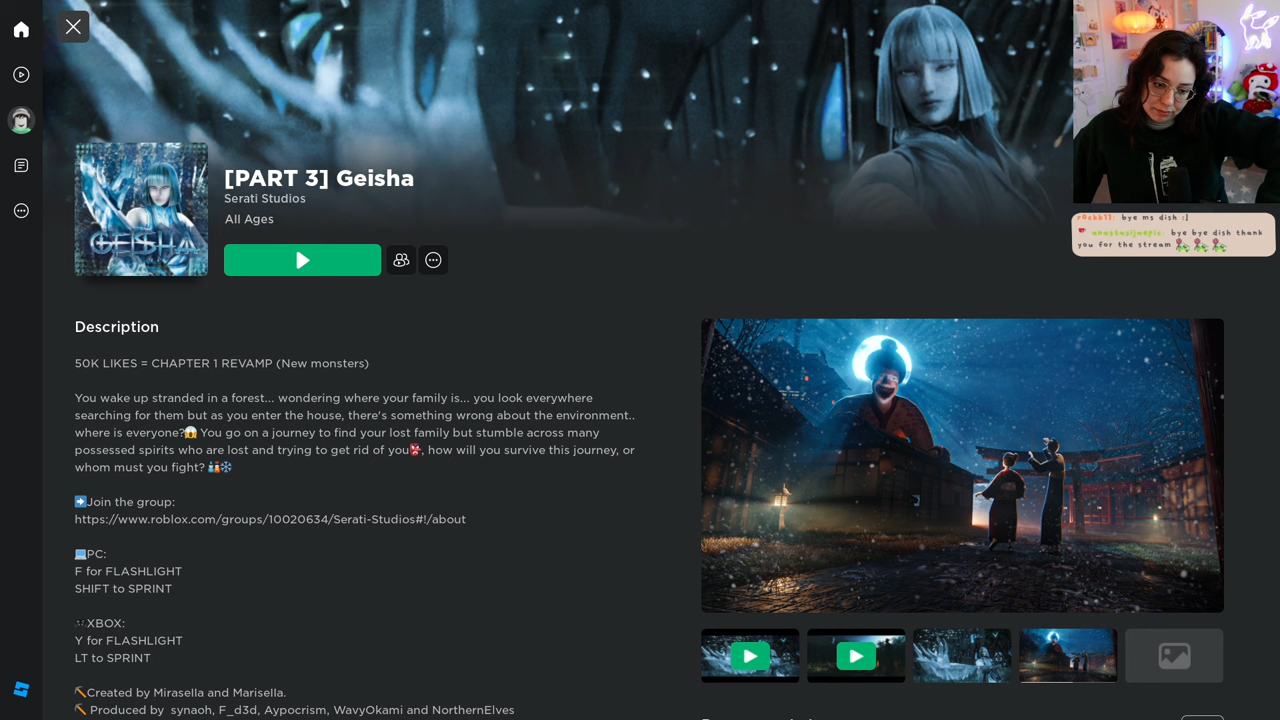 [PART 3] Geisha
Serati Studios
All Ages
GEISHA
r0ckb11: bye ms dish :]
bye bye dish thank
you for the stream
Description
50K LIKES = CHAPTER 1 REVAMP (New monsters)
You wake up stranded in a forest... wondering where your family is... you look everywhere
searching for them but as you enter the house, there's something wrong about the environment..
where is everyone?😱 You go on a journey to find your lost family but stumble across many
possessed spirits who are lost and trying to get rid of you👺, how will you survive this journey, or
whom must you fight? 🎎❄️
➡️Join the group:
https://www.roblox.com/groups/10020634/Serati-Studios#!/about
💻PC:
F for FLASHLIGHT
SHIFT to SPRINT
🎮XBOX:
Y for FLASHLIGHT
LT to SPRINT
⛏️Created by Mirasella and Marisella.
⛏️ Produced by synaoh, F_d3d, Aypocrism, WavyOkami and NorthernElves